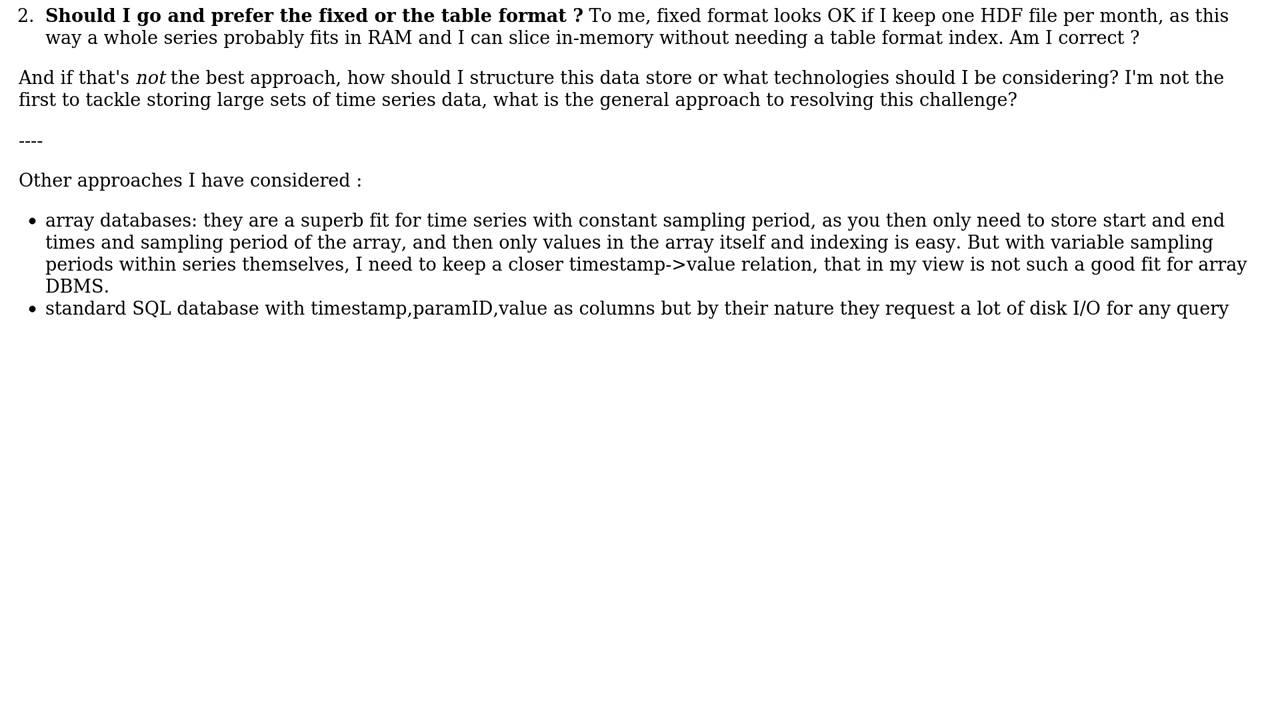 2. Should I go and prefer the fixed or the table format ? To me, fixed format looks OK if I keep one HDF file per month, as this
way a whole series probably fits in RAM and I can slice in-memory without needing a table format index. Am I correct ?
And if that's not the best approach, how should I structure this data store or what technologies should I be considering? I'm not the
first to tackle storing large sets of time series data, what is the general approach to resolving this challenge?
----
Other approaches I have considered :
• array databases: they are a superb fit for time series with constant sampling period, as you then only need to store start and end
times and sampling period of the array, and then only values in the array itself and indexing is easy. But with variable sampling
periods within series themselves, I need to keep a closer timestamp->value relation, that in my view is not such a good fit for array
DBMS.
• standard SQL database with timestamp,paramID,value as columns but by their nature they request a lot of disk I/O for any query